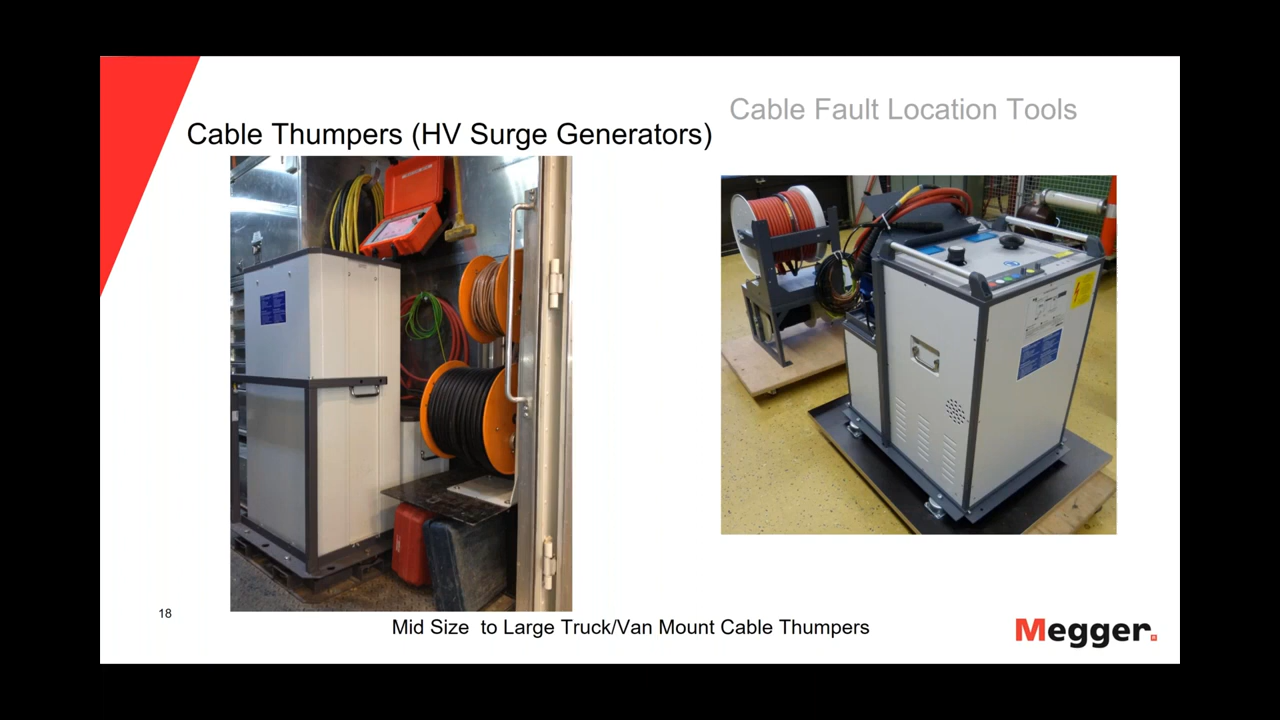 Cable Fault Location Tools
Cable Thumpers (HV Surge Generators)
18
Mid Size to Large Truck/Van Mount Cable Thumpers
Megger